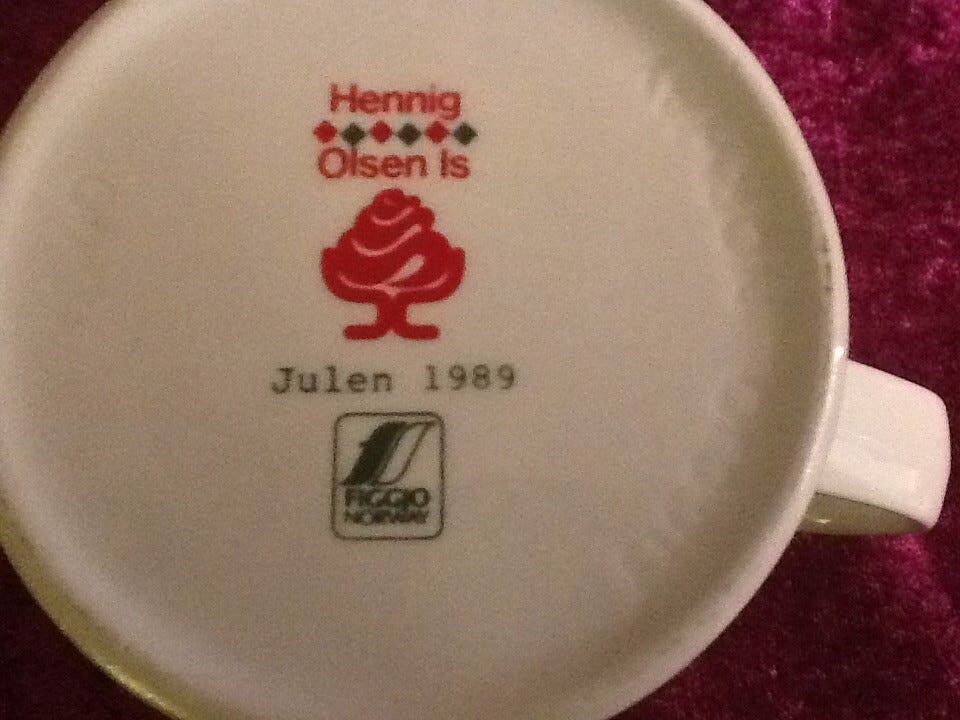 Hennig
Olsen Is
Julen 1989
FIGGJO
NORWAY